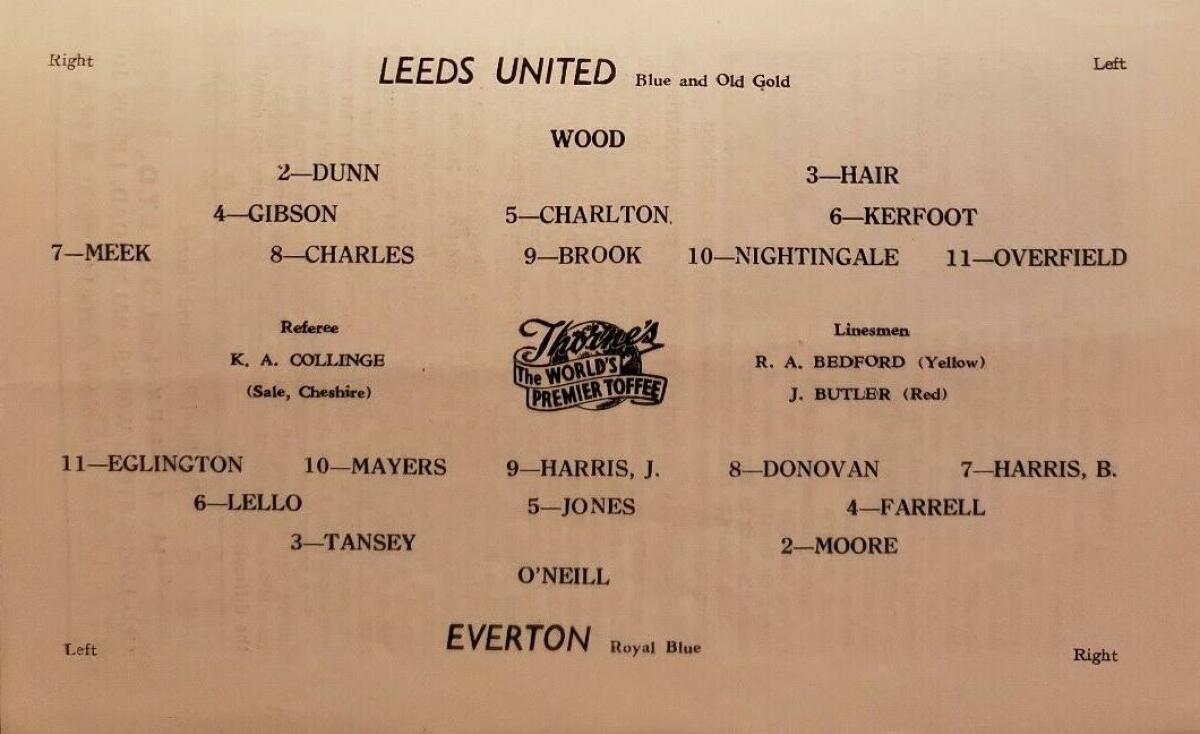 Right LEEDS UNITED Blue and Old Gold Left
WOOD
2—DUNN 3—HAIR
4—GIBSON 5—CHARLTON 6—KERFOOT
7—MEEK 8—CHARLES 9—BROOK 10—NIGHTINGALE 11—OVERFIELD
Referee Linesmen
K. A. COLLINGE R. A. BEDFORD (Yellow)
(Sale, Cheshire) J. BUTLER (Red)
Thorne's
The WORLD'S
PREMIER TOFFEE
11—EGLINGTON 10—MAYERS 9—HARRIS, J. 8—DONOVAN 7—HARRIS, B.
6—LELLO 5—JONES 4—FARRELL
3—TANSEY 2—MOORE
O'NEILL
Left EVERTON Royal Blue Right